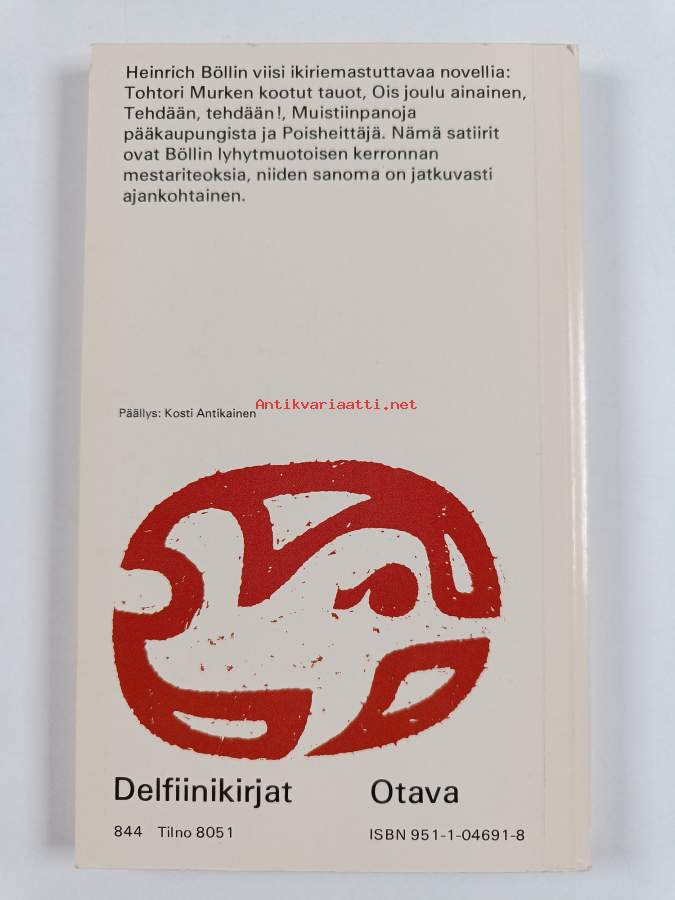 Heinrich Böllin viisi ikiriemastuttavaa novellia:
Tohtori Murken kootut tauot, Ois joulu ainainen,
Tehdään, tehdään!, Muistiinpanoja
pääkaupungista ja Poisheittäjä. Nämä satiirit
ovat Böllin lyhytmuotoisen kerronnan
mestariteoksia, niiden sanoma on jatkuvasti
ajankohtainen.
Antikvariaatti.net
Päällys: Kosti Antikainen
Delfiinikirjat Otava
844 Tilno 8051 ISBN 951-1-04691-8